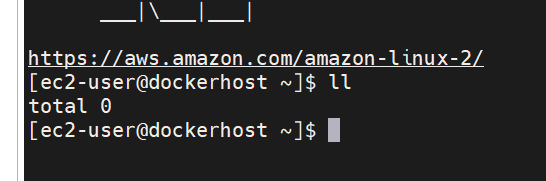 ___|\___|___|
https://aws.amazon.com/amazon-linux-2/
[ec2-user@dockerhost ~]$ ll
total 0
[ec2-user@dockerhost ~]$